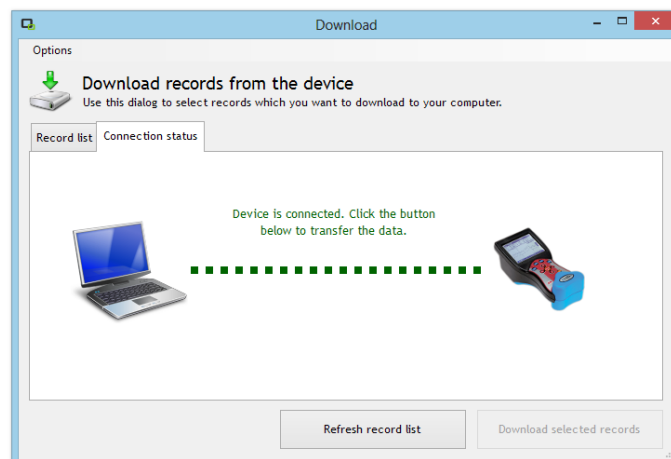 Download
Options
Download records from the device
Use this dialog to select records which you want to download to your computer.
Record list
Connection status
Device is connected. Click the button
below to transfer the data.
Refresh record list
Download selected records